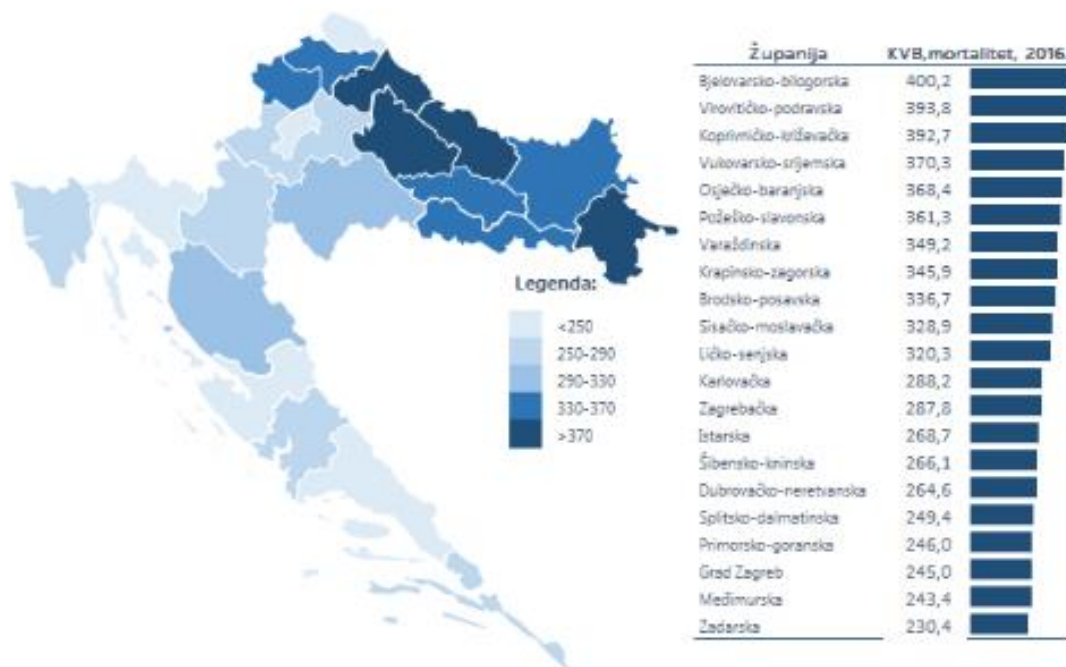 Županija KVB,mortalitet, 2016.
Bjelovarsko-bilogorska 400,2
Virovitičko-podravska 393,8
Koprivničko-križevačka 392,7
Vukovarsko-srijemska 370,3
Osječko-baranjska 368,4
Požeško-slavonska 361,3
Varaždinska 349,2
Krapinsko-zagorska 345,9
Brodsko-posavska 336,7
Sisačko-moslavačka 328,9
Ličko-senjska 320,3
Karlovačka 288,2
Zagrebačka 287,8
Istarska 268,7
Šibensko-kninska 266,1
Dubrovačko-neretvanska 264,6
Splitsko-dalmatinska 249,4
Primorsko-goranska 246,0
Grad Zagreb 245,0
Međimurska 243,4
Zadarska 230,4
Legenda:
<250
250-290
290-330
330-370
>370